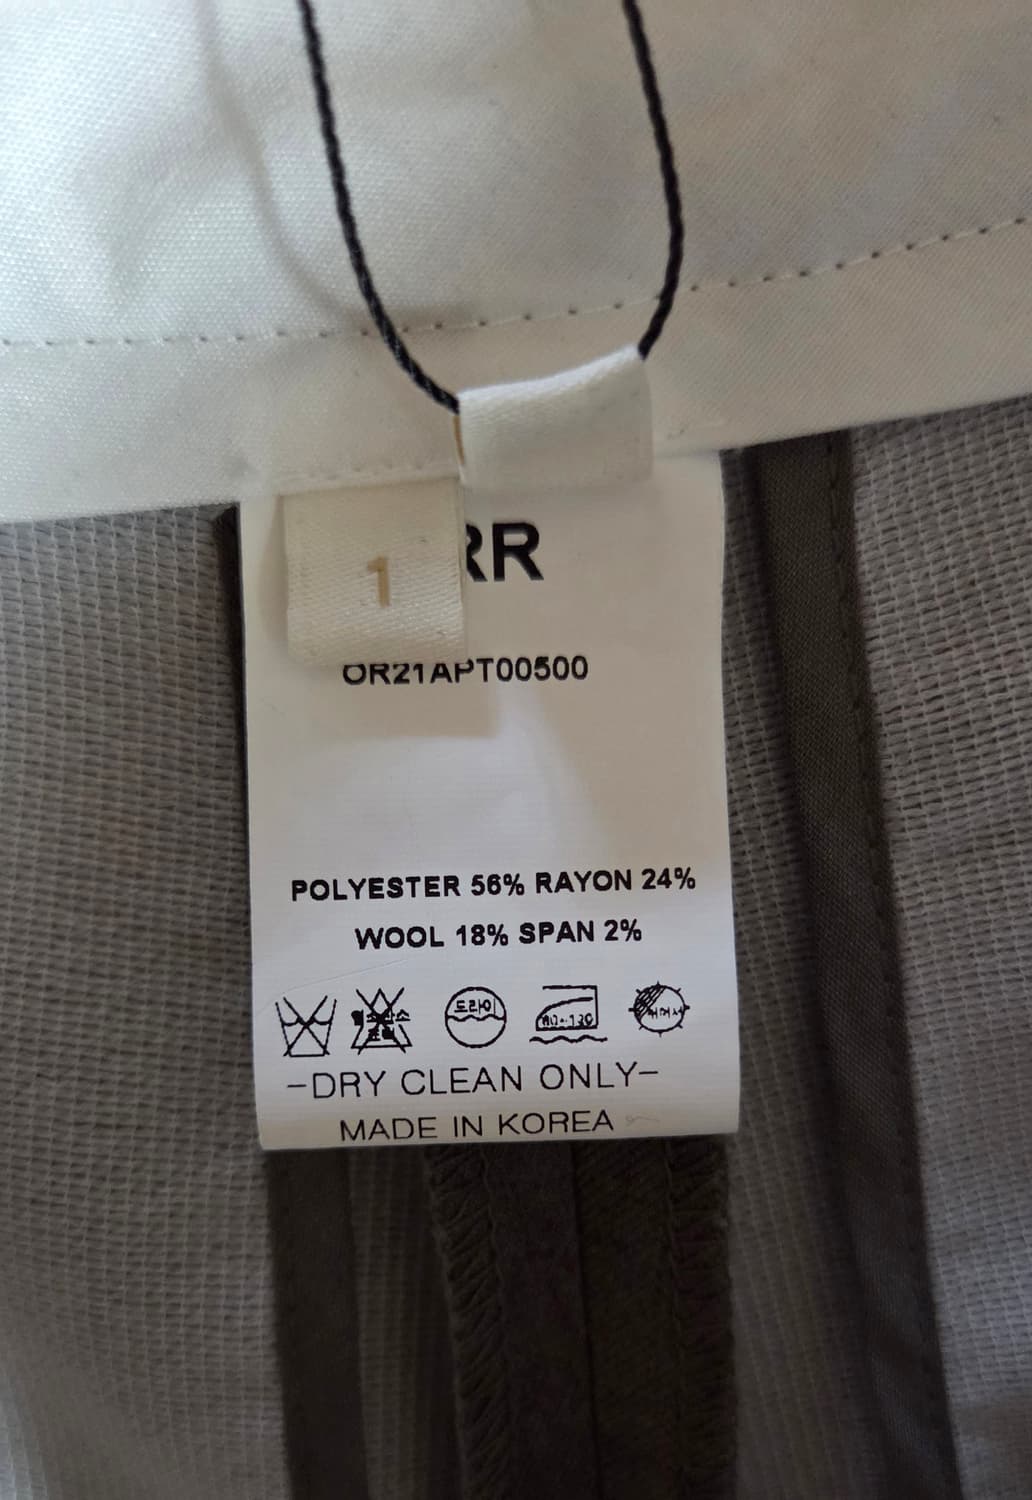 1
RR
OR21APT00500
POLYESTER 56% RAYON 24%
WOOL 18% SPAN 2%
드라이
-DRY CLEAN ONLY-
MADE IN KOREA